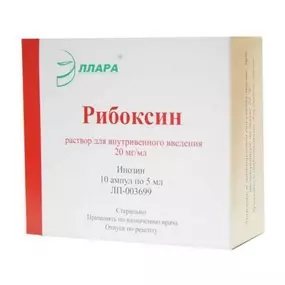 ЭЛЛАРА®
Рибоксин
раствор для внутривенного введения
20 мг/мл
Инозин
10 ампул по 5 мл
ЛП-003699
Стерильно
Применять по назначению врача
Отпуск по рецепту